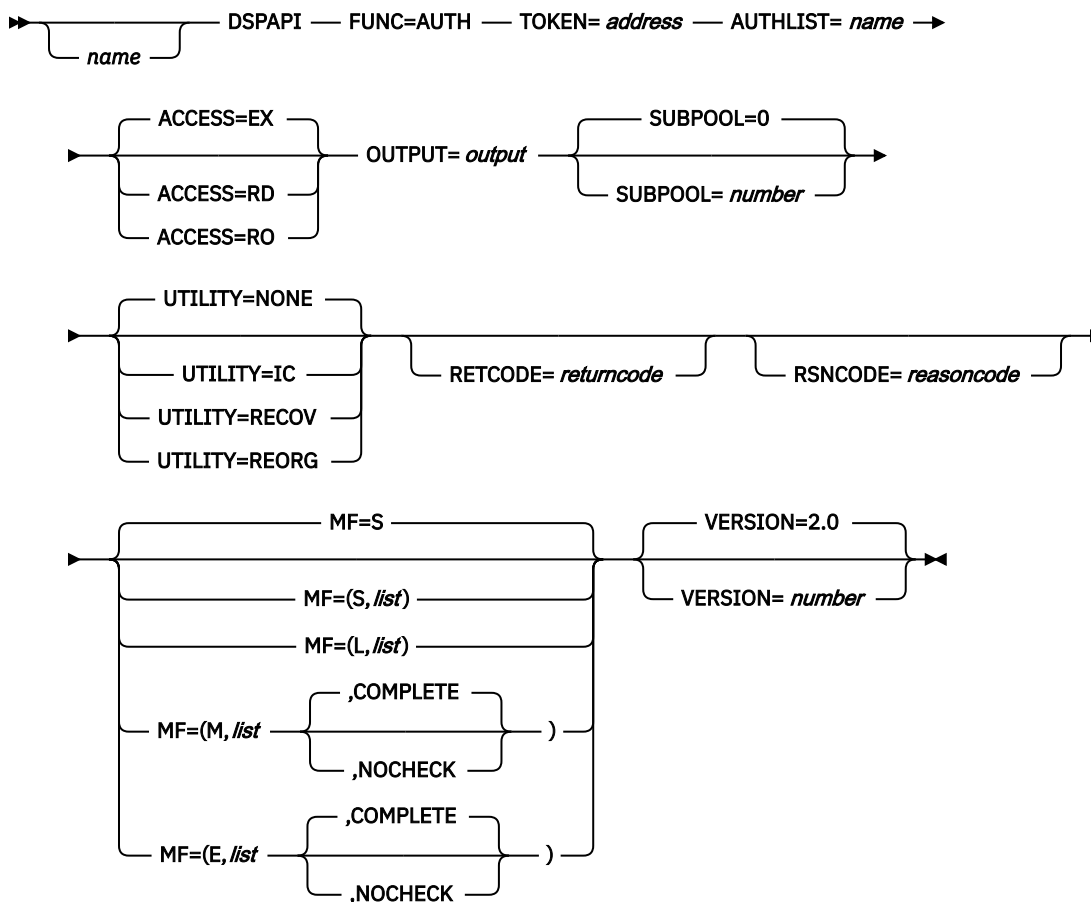 DSPAPI FUNC=AUTH TOKEN= address AUTHLIST= name
name
ACCESS=EX SUBPOOL=0
OUTPUT= output
ACCESS=RD SUBPOOL= number
ACCESS=RO
UTILITY=NONE
UTILITY=IC RETCODE= returncode RSNCODE= reasoncode
UTILITY=RECOV
UTILITY=REORG
MF=S VERSION=2.0
MF=(S,list) VERSION= number
MF=(L,list)
,COMPLETE
MF=(M,list )
,NOCHECK
,COMPLETE
MF=(E,list )
,NOCHECK